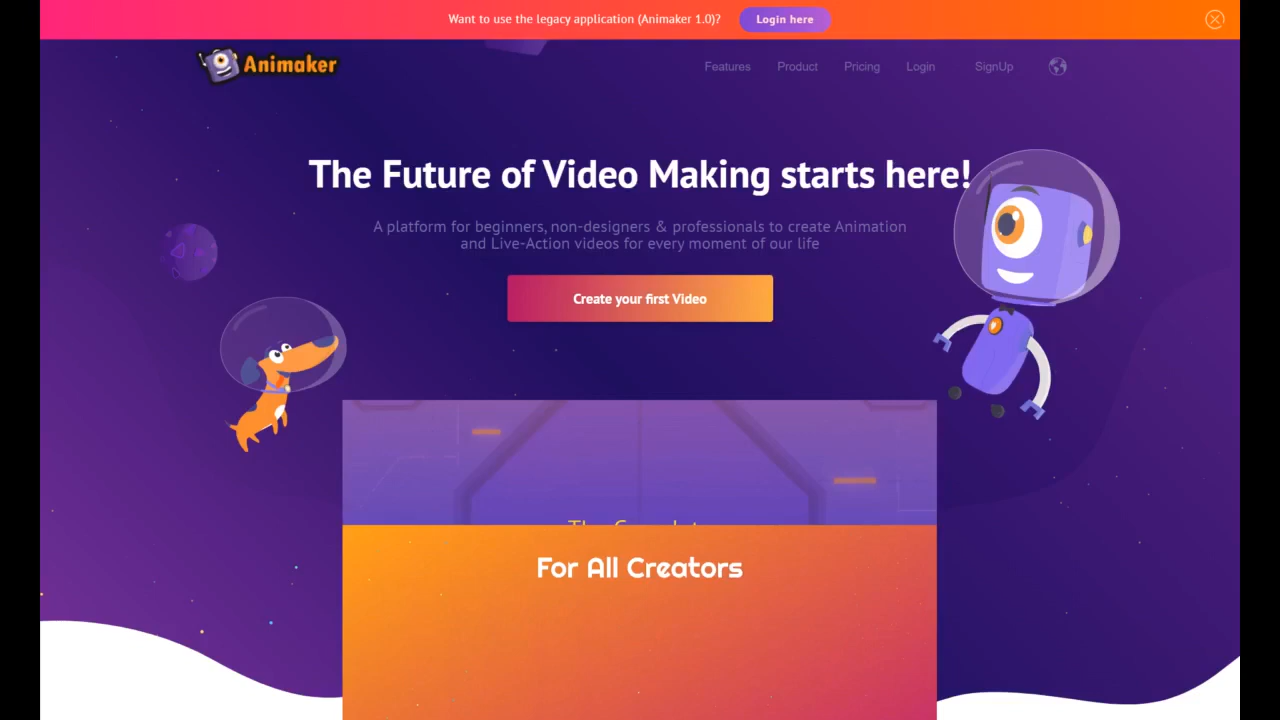 Want to use the legacy application (Animaker 1.0)? Login here
Animaker
Features Product Pricing Login SignUp
The Future of Video Making starts here!
A platform for beginners, non-designers & professionals to create Animation
and Live-Action videos for every moment of our life
Create your first Video
For All Creators